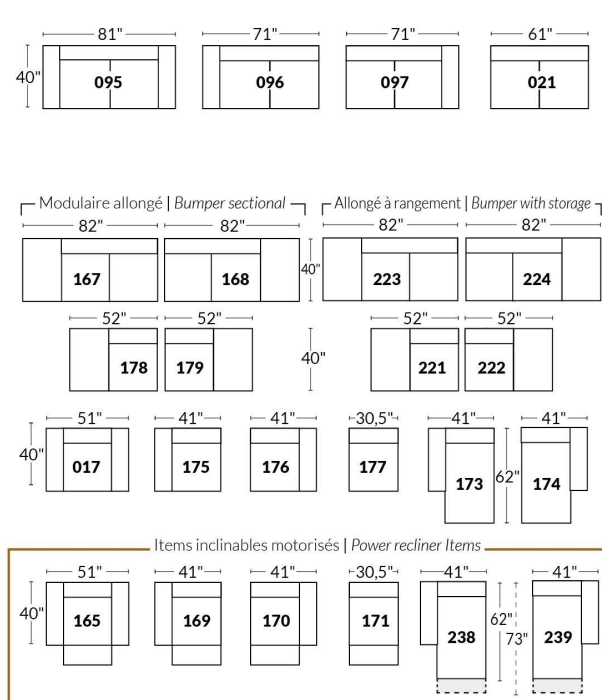 81" 71" 71" 61"
40" 095 096 097 021
Modulaire allongé | Bumper sectional Allongé à rangement | Bumper with storage
82" 82" 82" 82"
167 168 40" 223 224
52" 52" 52" 52"
178 179 40" 221 222
51" 41" 41" 30,5" 41" 41"
40" 017 175 176 177 173 62" 174
Items inclinables motorisés | Power recliner Items
51" 41" 41" 30,5" 41" 41"
40" 165 169 170 171 238 62" 73" 239